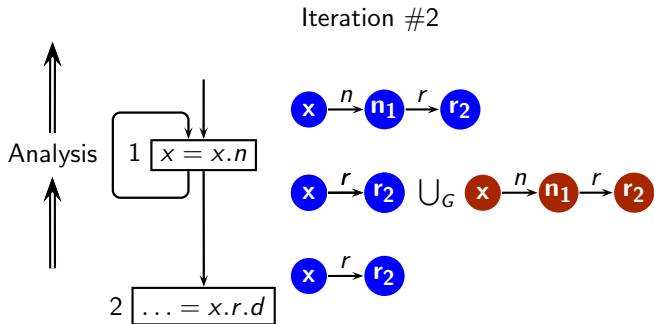 Iteration #2
n r
x n₁ r₂
Analysis 1 x = x.n
r n r
x r₂ ⋃G x n₁ r₂
r
x r₂
2 ... = x.r.d